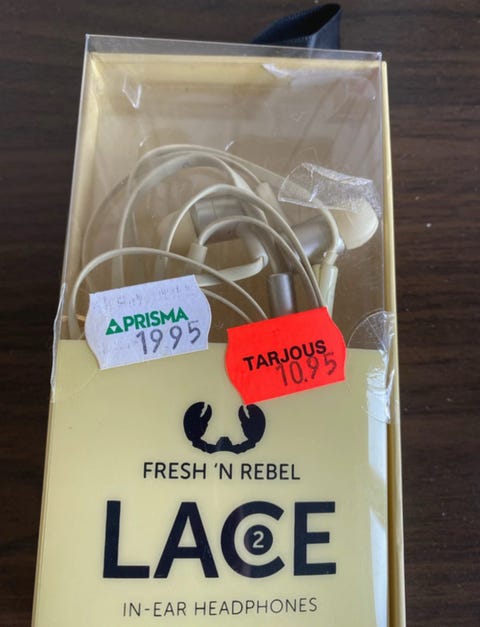 PRISMA
1995
TARJOUS
10.95
FRESH 'N REBEL
LACE
2
IN-EAR HEADPHONES